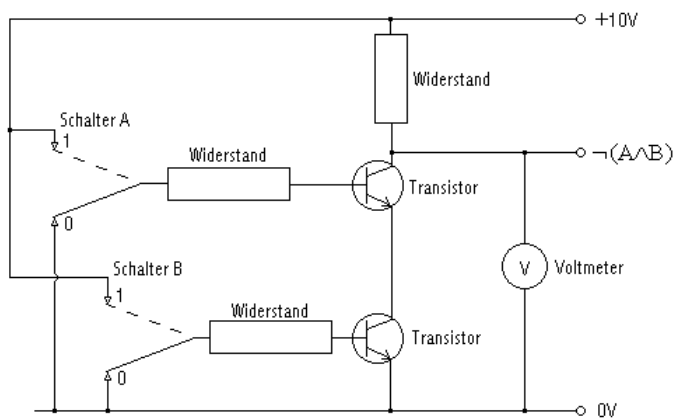 +10V
Widerstand
Schalter A
1
Widerstand
¬(A∧B)
Transistor
0
Schalter B
1
V
Voltmeter
Widerstand
Transistor
0
0V